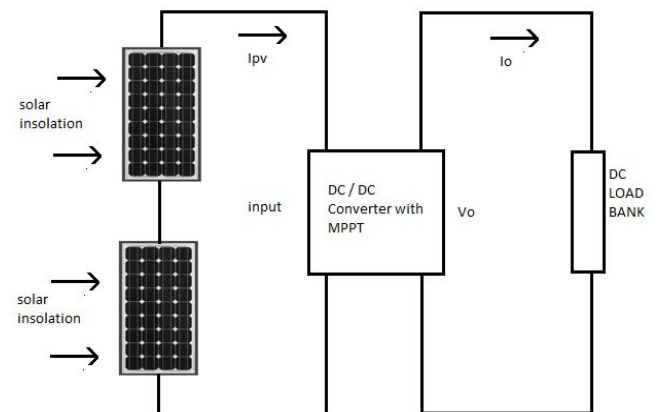 Ipv
Io
solar
insolation
input
DC / DC
Converter with
MPPT
Vo
DC
LOAD
BANK
solar
insolation